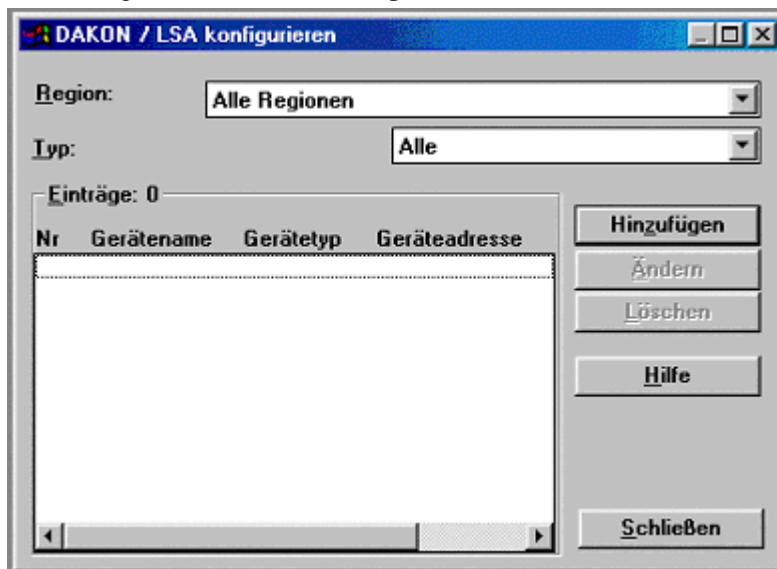 DAKON / LSA konfigurieren
Region: Alle Regionen
Typ: Alle
Einträge: 0
Nr Gerätename Gerätetyp Geräteadresse
Hinzufügen
Ändern
Löschen
Hilfe
Schließen